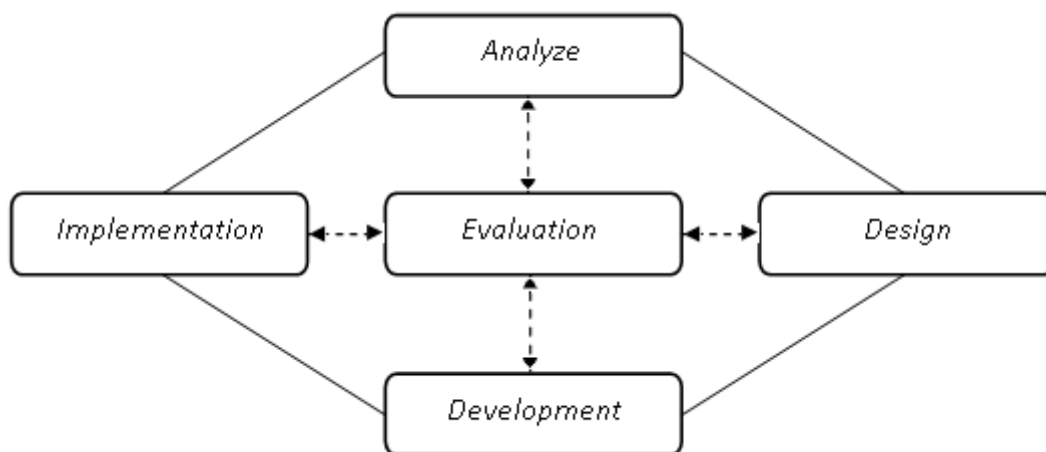 Analyze
Implementation
Evaluation
Design
Development